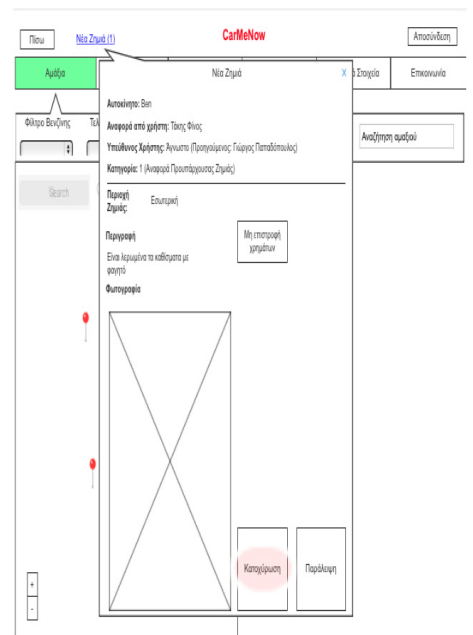 Πίσω
Νέα Ζημιά (1)
CarMeNow
Αποσύνδεση
Αμάξια
Νέα Ζημιά
X
Στοιχεία
Επικοινωνία
Φίλτρο Βενζίνης
Αυτοκίνητο: Ben
Αναφορά από χρήστη: Τάκης Φίνος
Υπεύθυνος Χρήστης: Άγνωστο (Προηγούμενος: Γιώργος Παπαδόπουλος)
Κατηγορία: 1 (Αναφορά Προυπάρχουσας Ζημιάς)
Αναζήτηση αμαξιού
Search
Περιοχή
Ζημιάς:
Εσωτερική
Περιγραφή
Μη επιστροφή
χρημάτων
Είναι λερωμένα τα καθίσματα με
φαγητό
Φωτογραφία
Κατοχύρωση
Παράλειψη
+
-